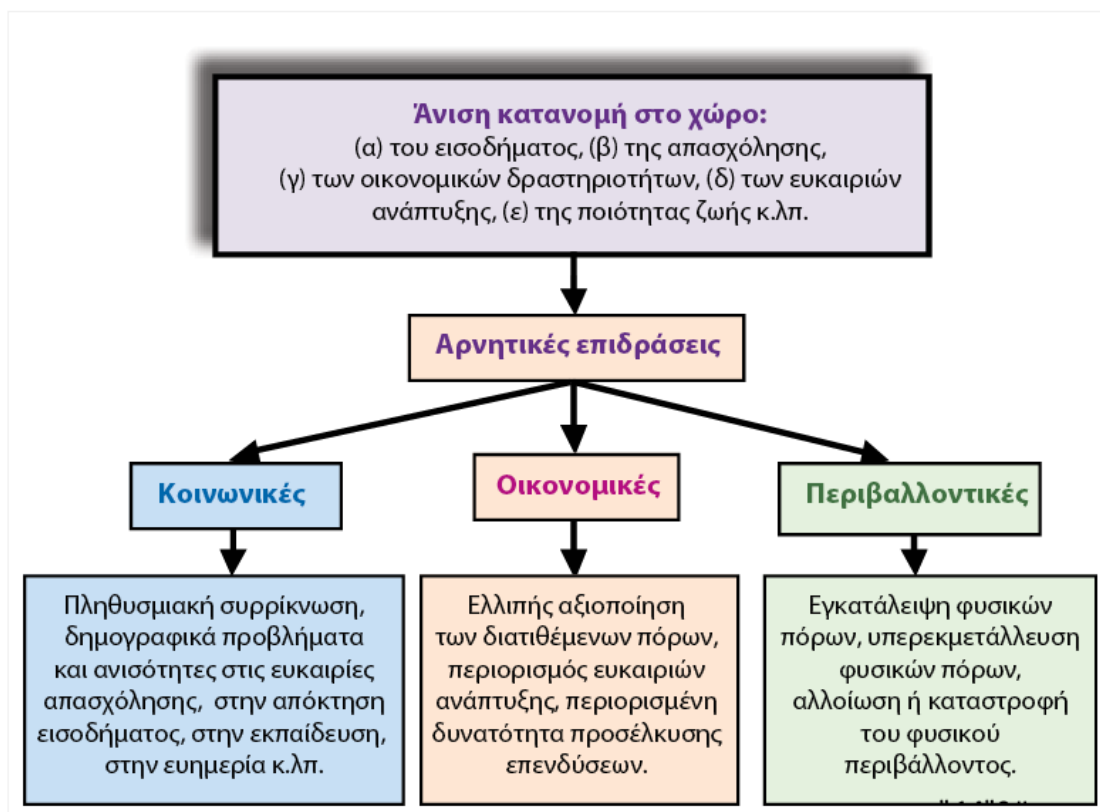 Άνιση κατανομή στο χώρο:
(α) του εισοδήματος, (β) της απασχόλησης,
(γ) των οικονομικών δραστηριοτήτων, (δ) των ευκαιριών
ανάπτυξης, (ε) της ποιότητας ζωής κ.λπ.
Αρνητικές επιδράσεις
Κοινωνικές
Οικονομικές
Περιβαλλοντικές
Πληθυσμιακή συρρίκνωση,
δημογραφικά προβλήματα
και ανισότητες στις ευκαιρίες
απασχόλησης, στην απόκτηση
εισοδήματος, στην εκπαίδευση,
στην ευημερία κ.λπ.
Ελλιπής αξιοποίηση
των διατιθέμενων πόρων,
περιορισμός ευκαιριών
ανάπτυξης, περιορισμένη
δυνατότητα προσέλκυσης
επενδύσεων.
Εγκατάλειψη φυσικών
πόρων, υπερεκμετάλλευση
φυσικών πόρων,
αλλοίωση ή καταστροφή
του φυσικού
περιβάλλοντος.